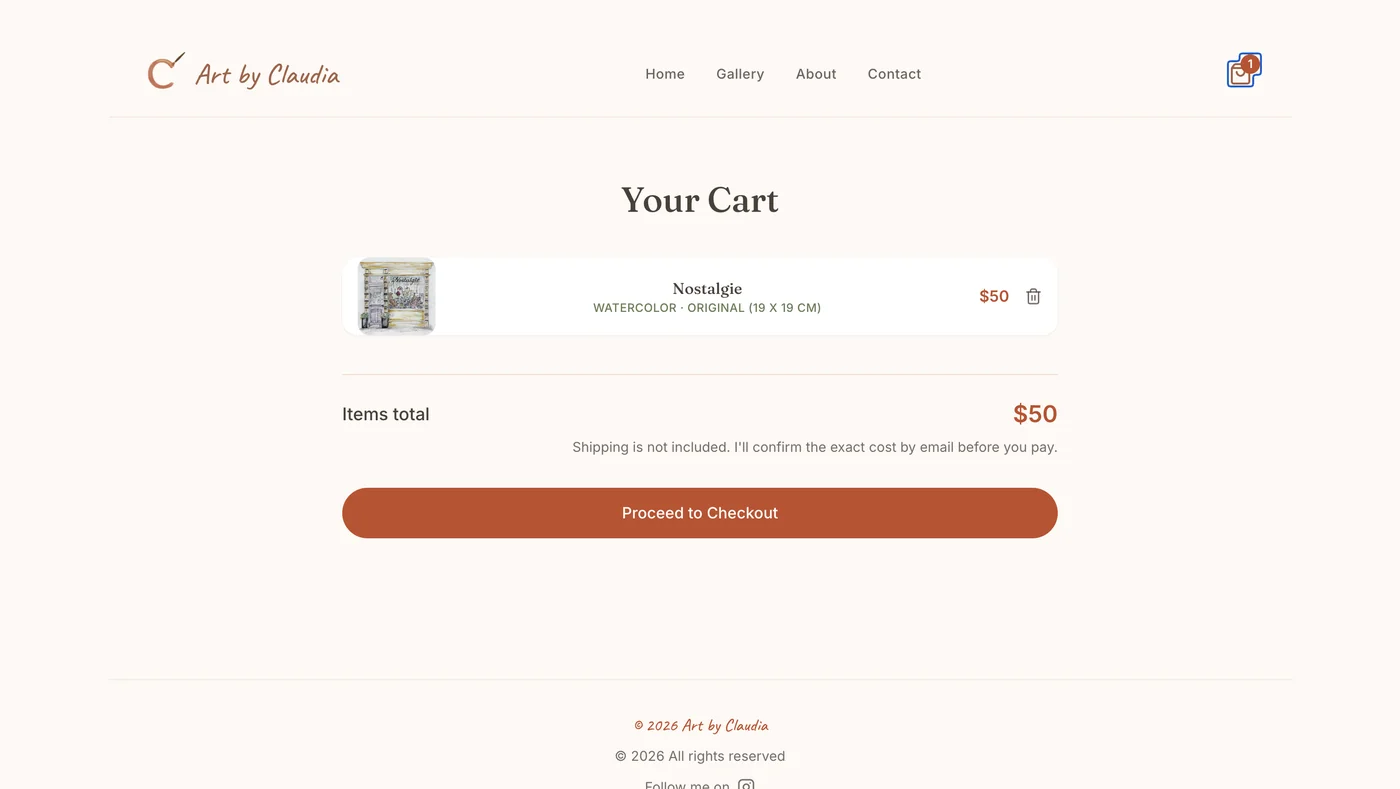 Art by Claudia
Home
Gallery
About
Contact
1
Your Cart
Nostalgie
WATERCOLOR · ORIGINAL (19 X 19 CM)
$50
Items total
$50
Shipping is not included. I'll confirm the exact cost by email before you pay.
Proceed to Checkout
© 2026 Art by Claudia
© 2026 All rights reserved
Follow me on